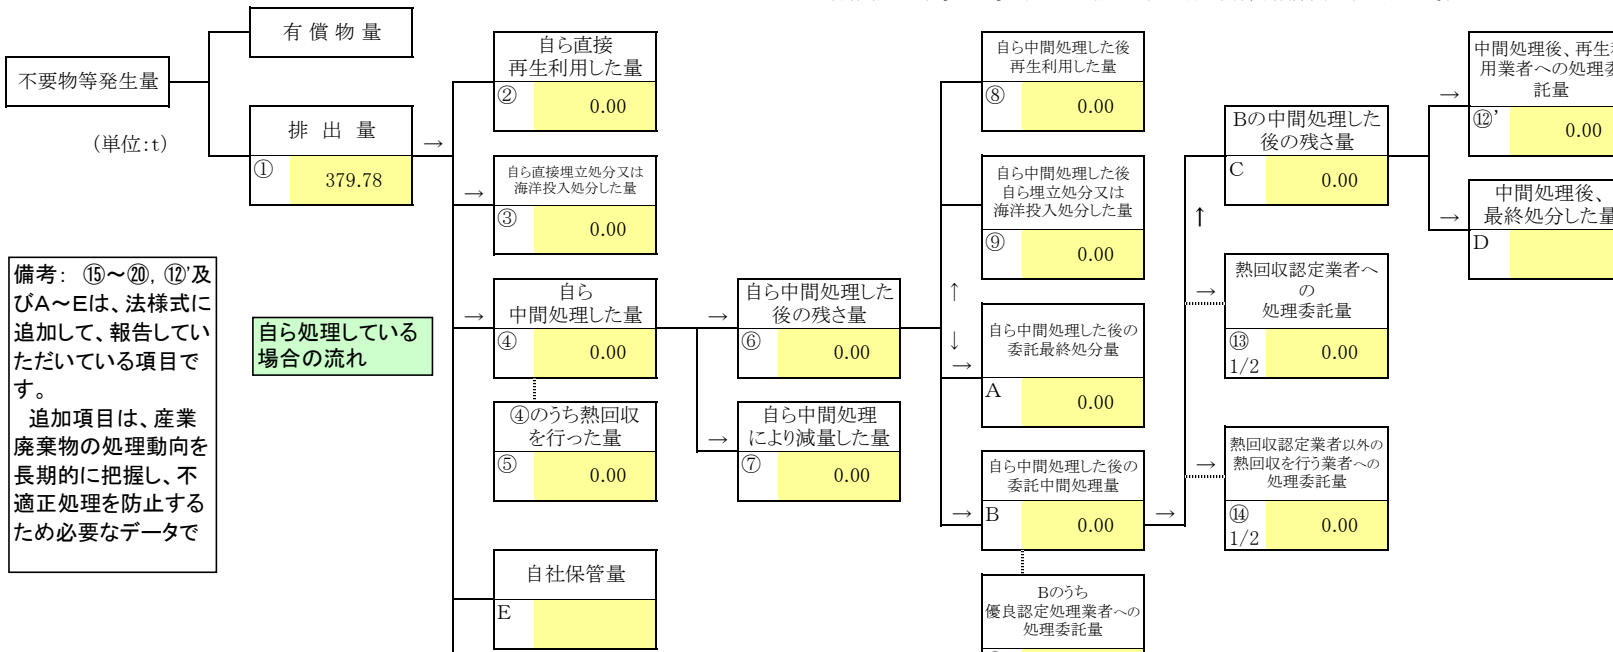 有 償 物 量
不要物等発生量
(単位:t)
排 出 量
→
①
379.78
備考: ⑮～⑳, ⑫'及
びA～Eは、法様式に
追加して、報告してい
ただいている項目で
す。
追加項目は、産業
廃棄物の処理動向を
長期的に把握し、不
適正処理を防止する
ため必要なデータで
自ら処理している
場合の流れ
自ら直接
再生利用した量
②
0.00
→
自ら直接埋立処分又は
海洋投入処分した量
③
0.00
→
自ら
中間処理した量
④
0.00
④のうち熱回収
を行った量
⑤
0.00
自社保管量
E
→
自ら中間処理した
後の残さ量
⑥
0.00
→
自ら中間処理
により減量した量
⑦
0.00
自ら中間処理した後
再生利用した量
⑧
0.00
自ら中間処理した後
自ら埋立処分又は
海洋投入処分した量
⑨
0.00
↑
↓
→
自ら中間処理した後の
委託最終処分量
A
0.00
→
自ら中間処理した後の
委託中間処理量
B
0.00
→
Bのうち
優良認定処理業者への
処理委託量
Bの中間処理した
後の残さ量
C
0.00
↑
→
熱回収認定業者へ
の
処理委託量
⑬
1/2
0.00
→
熱回収認定業者以外の
熱回収を行う業者への
処理委託量
⑭
1/2
0.00
→
中間処理後、再生
用業者への処理委
託量
⑫'
0.00
→
中間処理後、
最終処分した量
D